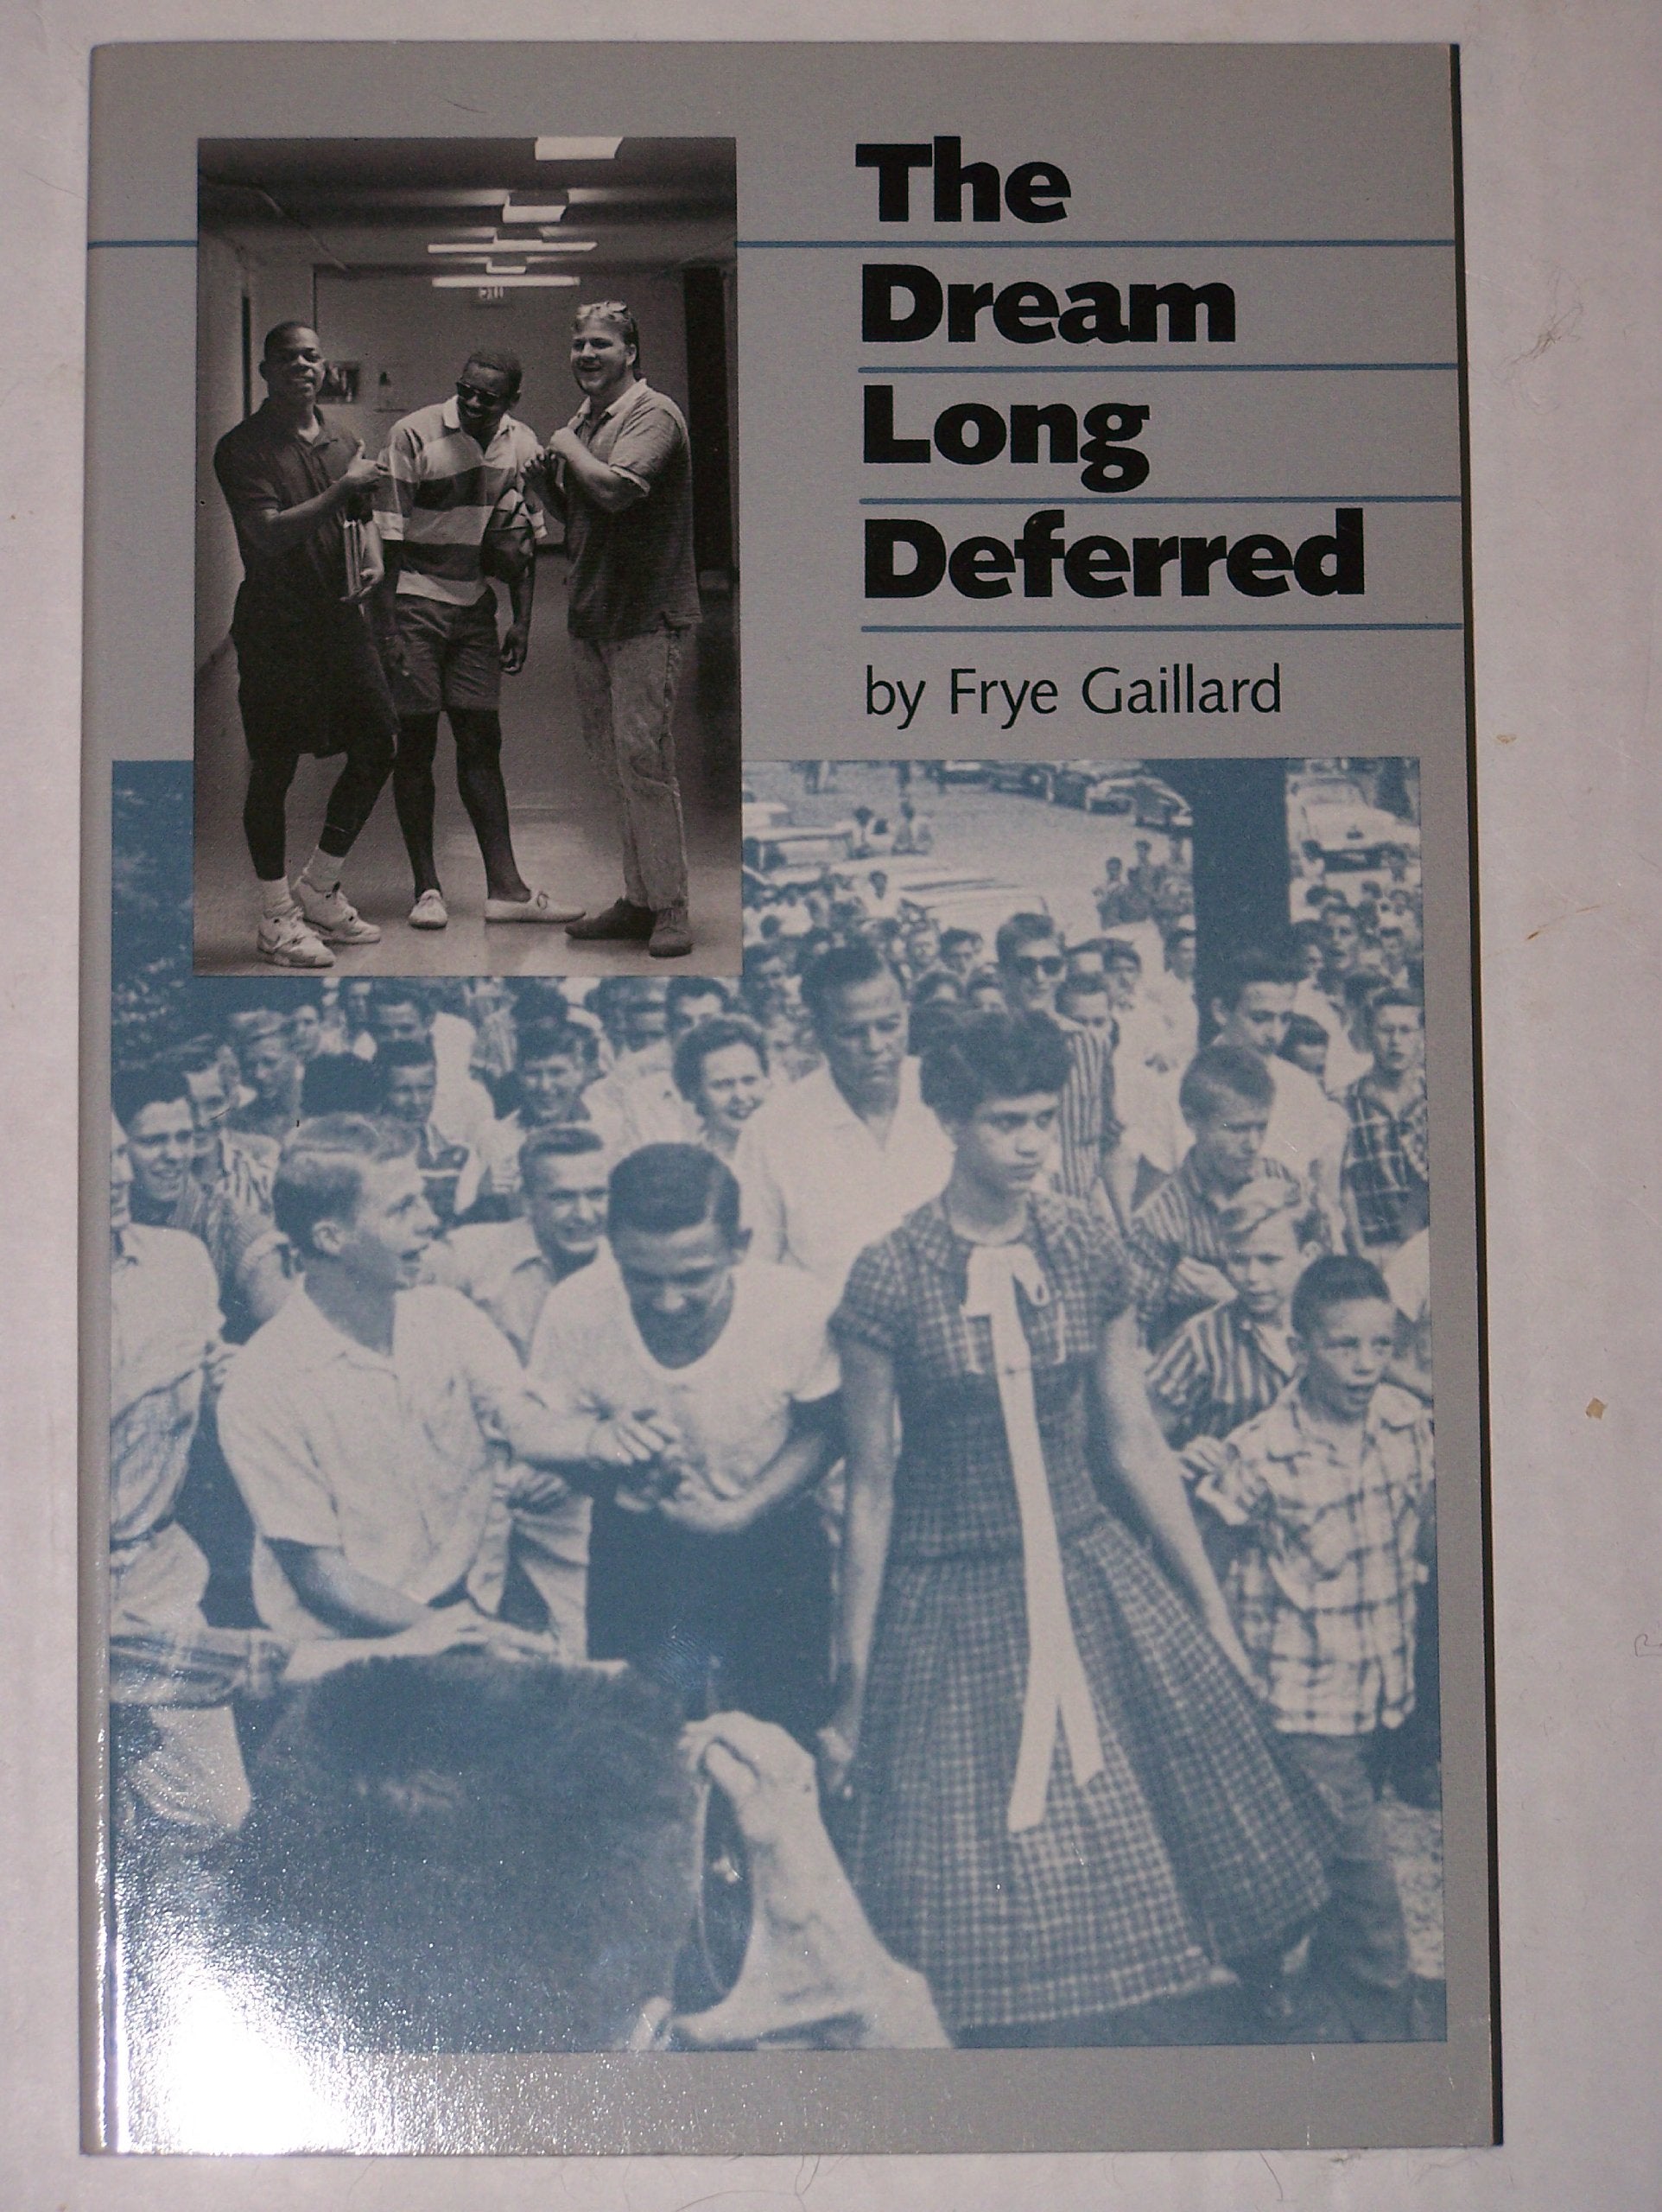 The
Dream
Long
Deferred
by Frye Gaillard